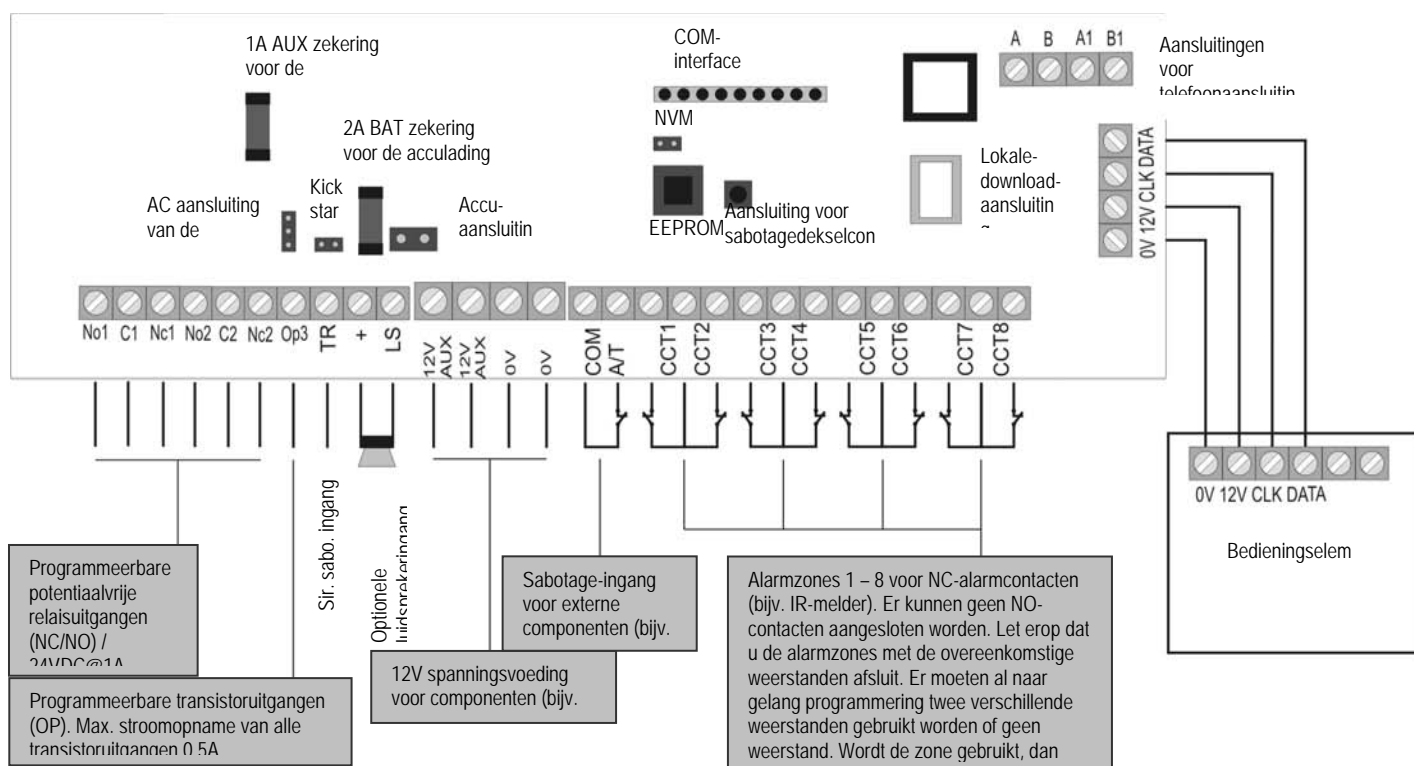 1A AUX zekering
voor de
COM-
interface
A B A1 B1
Aansluitingen
voor
telefoonaansluitin
2A BAT zekering
voor de acculading
NVM
Lokale-
download-
aansluitin
AC aansluiting
van de
Kick
star
Accu-
aansluitin
EEPROM
Aansluiting voor
sabotagedekselcon
0V 12V CLK DATA
No1 C1 Nc1 No2 C2 Nc2 Op3 TR + LS
12V AUX
12V AUX
0V
0V
COM
A/T
CCT1
CCT2
CCT3
CCT4
CCT5
CCT6
CCT7
CCT8
0V 12V CLK DATA
Bedieningselem
Sir. sabo. ingang
Optionele
luidsprekeringang
Programmeerbare
potentiaalvrije
relaisuitgangen
(NC/NO) /
24VDC@1A
Programmeerbare transistoruitgangen
(OP). Max. stroomopname van alle
transistoruitgangen 0,5A
12V spanningsvoeding
voor componenten (bijv.
Sabotage-ingang
voor externe
componenten (bijv.
Alarmzones 1 – 8 voor NC-alarmcontacten
(bijv. IR-melder). Er kunnen geen NO-
contacten aangesloten worden. Let erop dat
u de alarmzones met de overeenkomstige
weerstanden afsluit. Er moeten al naar
gelang programmering twee verschillende
weerstanden gebruikt worden of geen
weerstand. Wordt de zone gebruikt, dan